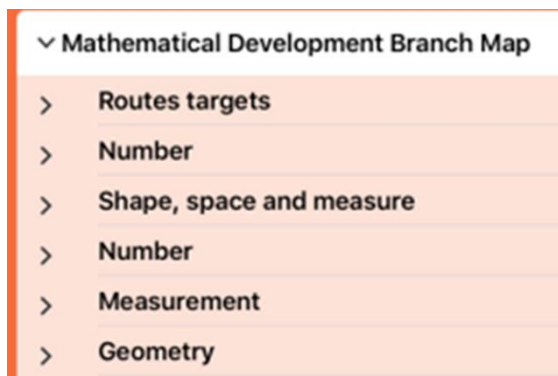 Mathematical Development Branch Map
Routes targets
Number
Shape, space and measure
Number
Measurement
Geometry